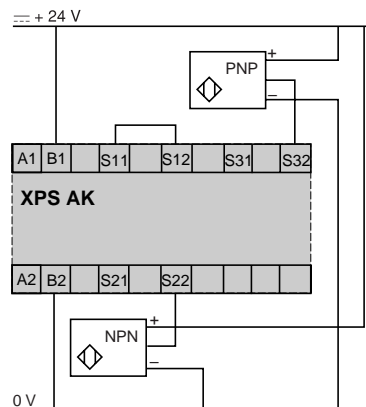 ⎓ + 24 V
PNP
+
–
A1 B1 S11 S12 S31 S32
XPS AK
A2 B2 S21 S22
NPN
+
–
0 V